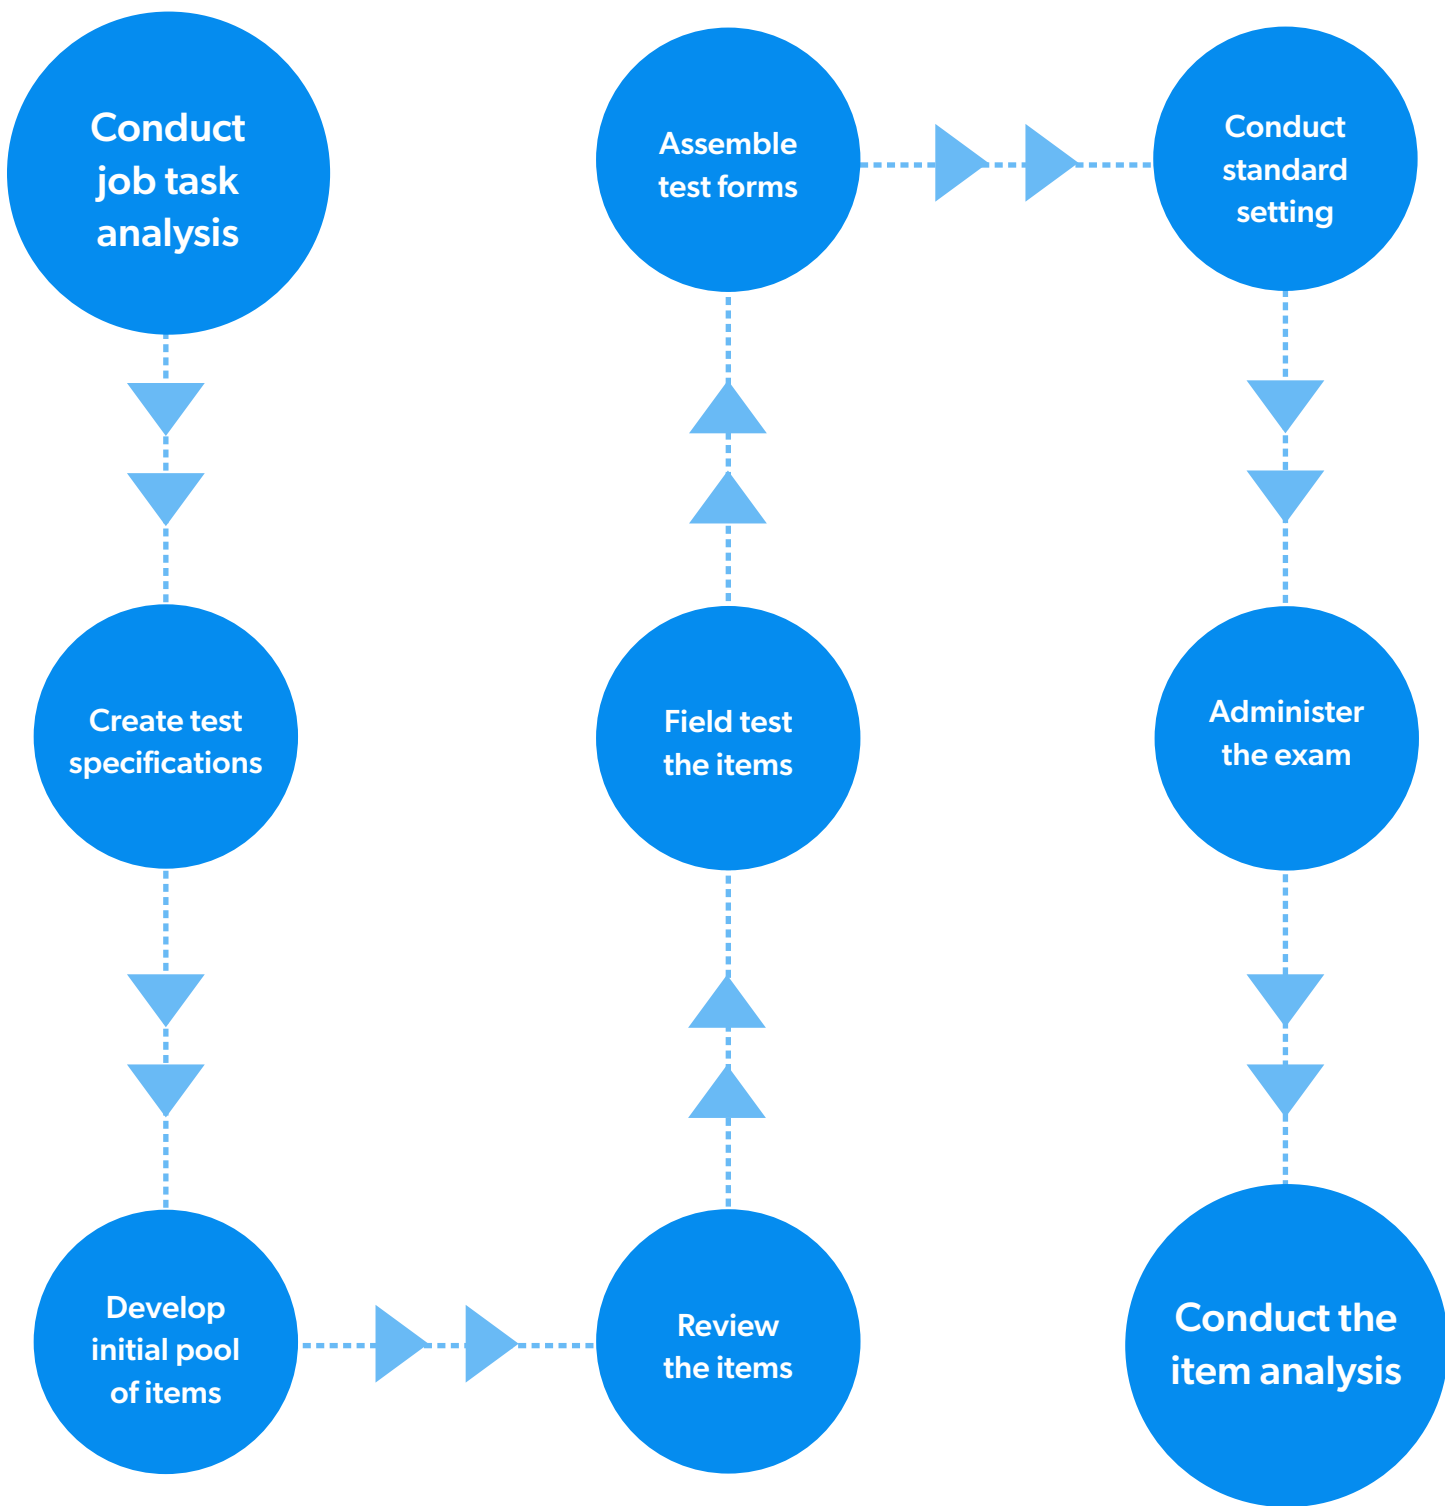 Conduct
job task
analysis
Create test
specifications
Develop
initial pool
of items
Review
the items
Field test
the items
Assemble
test forms
Conduct
standard
setting
Administer
the exam
Conduct the
item analysis